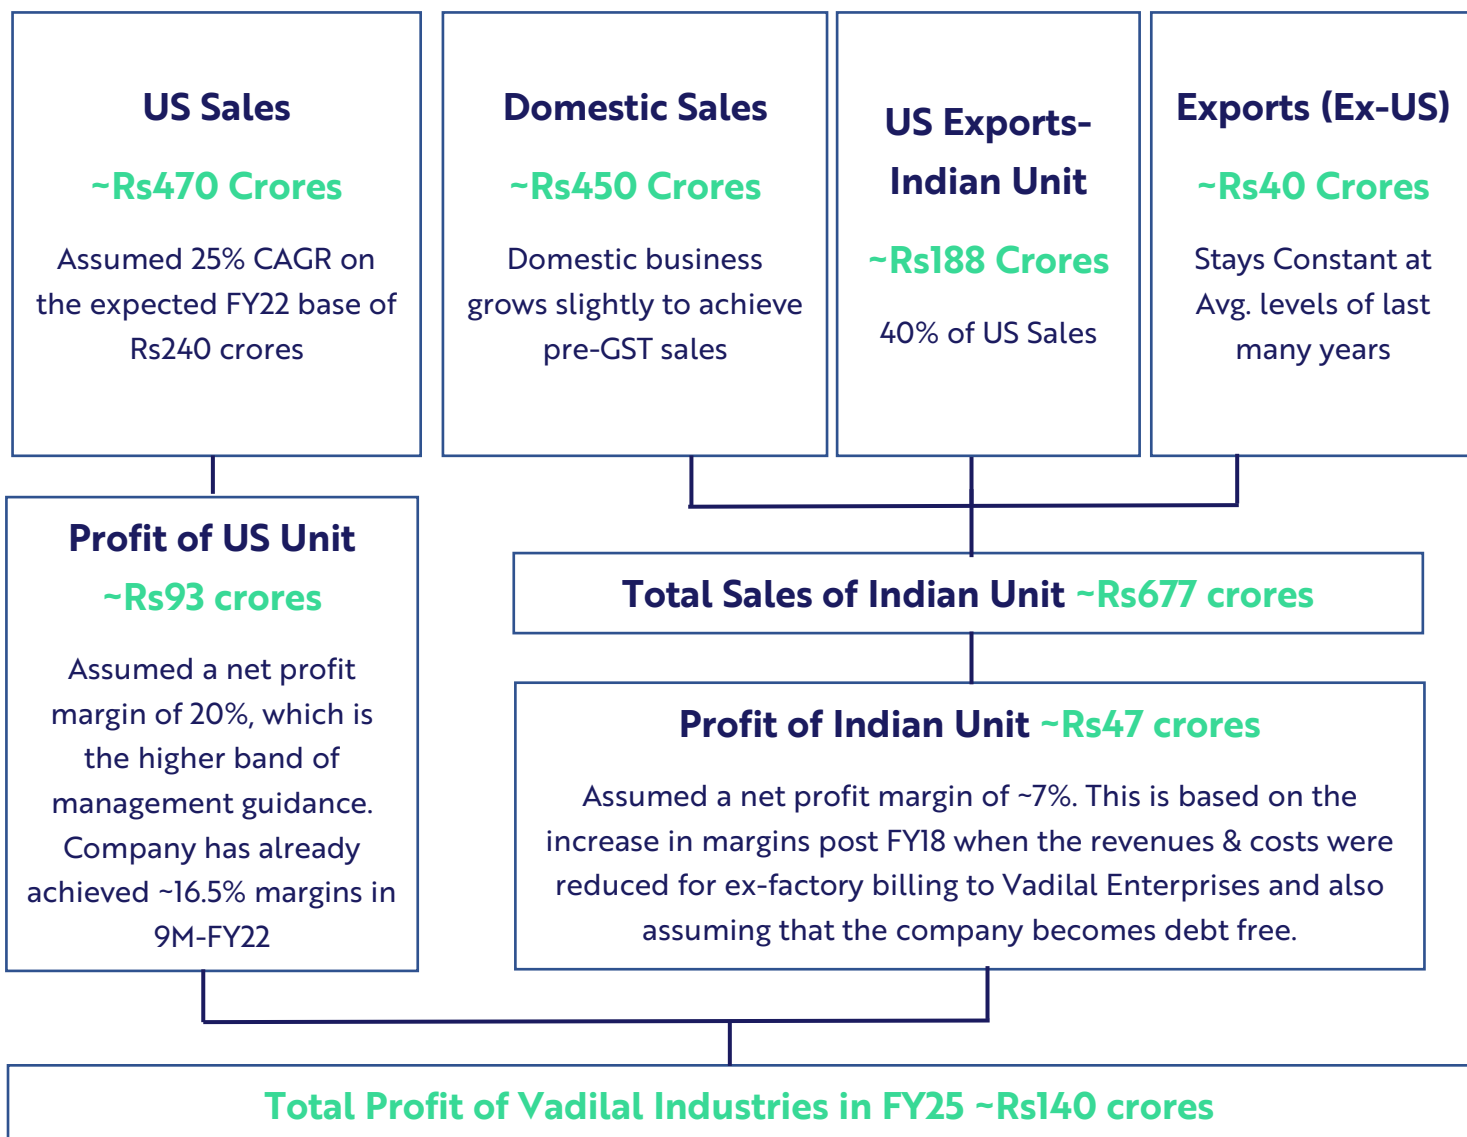 US Sales
~Rs470 Crores
Assumed 25% CAGR on
the expected FY22 base of
Rs240 crores
Domestic Sales
~Rs450 Crores
Domestic business
grows slightly to achieve
pre-GST sales
US Exports-
Indian Unit
~Rs188 Crores
40% of US Sales
Exports (Ex-US)
~Rs40 Crores
Stays Constant at
Avg. levels of last
many years
Profit of US Unit
~Rs93 crores
Assumed a net profit
margin of 20%, which is
the higher band of
management guidance.
Company has already
achieved ~16.5% margins in
9M-FY22
Total Sales of Indian Unit ~Rs677 crores
Profit of Indian Unit ~Rs47 crores
Assumed a net profit margin of ~7%. This is based on the
increase in margins post FY18 when the revenues & costs were
reduced for ex-factory billing to Vadilal Enterprises and also
assuming that the company becomes debt free.
Total Profit of Vadilal Industries in FY25 ~Rs140 crores